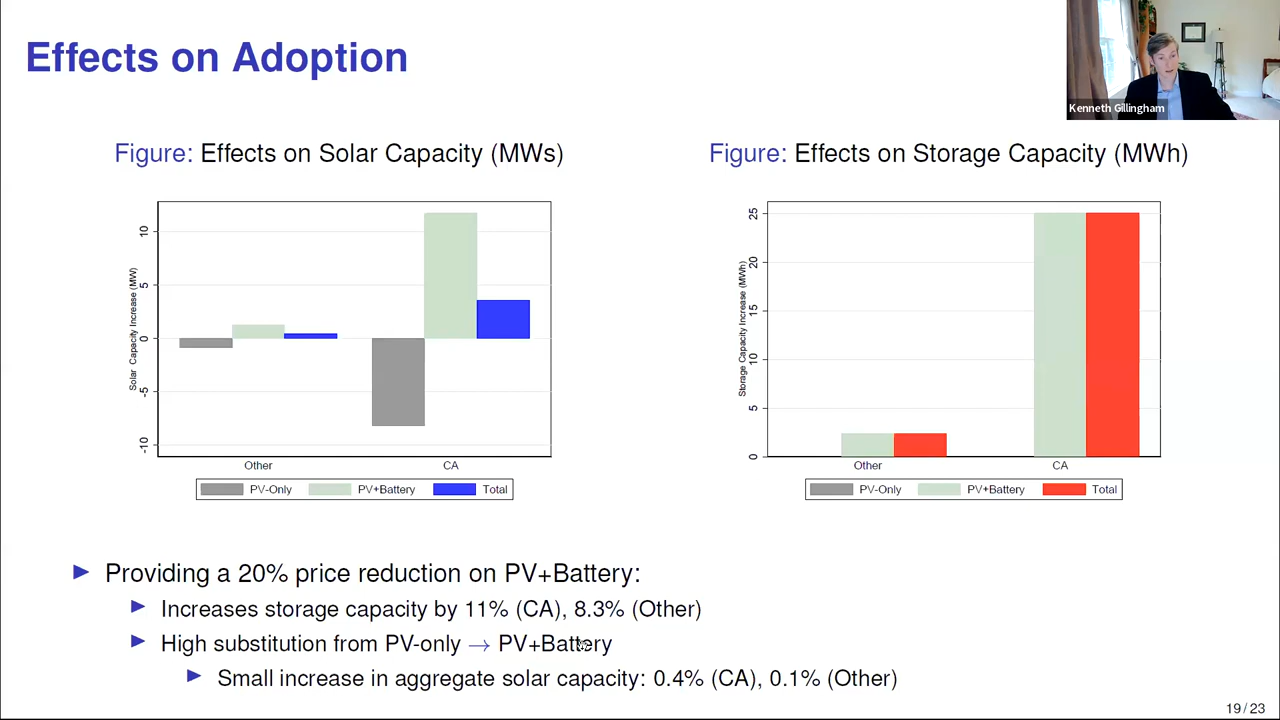 Effects on Adoption
Kenneth Gillingham
Figure: Effects on Solar Capacity (MWs)
Solar Capacity Increase (MW)
10
5
0
-5
-10
Other
CA
PV-Only
PV+Battery
Total
Figure: Effects on Storage Capacity (MWh)
Storage Capacity Increase (MWh)
25
20
15
10
5
0
Other
CA
PV-Only
PV+Battery
Total
Providing a 20% price reduction on PV+Battery:
Increases storage capacity by 11% (CA), 8.3% (Other)
High substitution from PV-only → PV+Battery
Small increase in aggregate solar capacity: 0.4% (CA), 0.1% (Other)
19/23